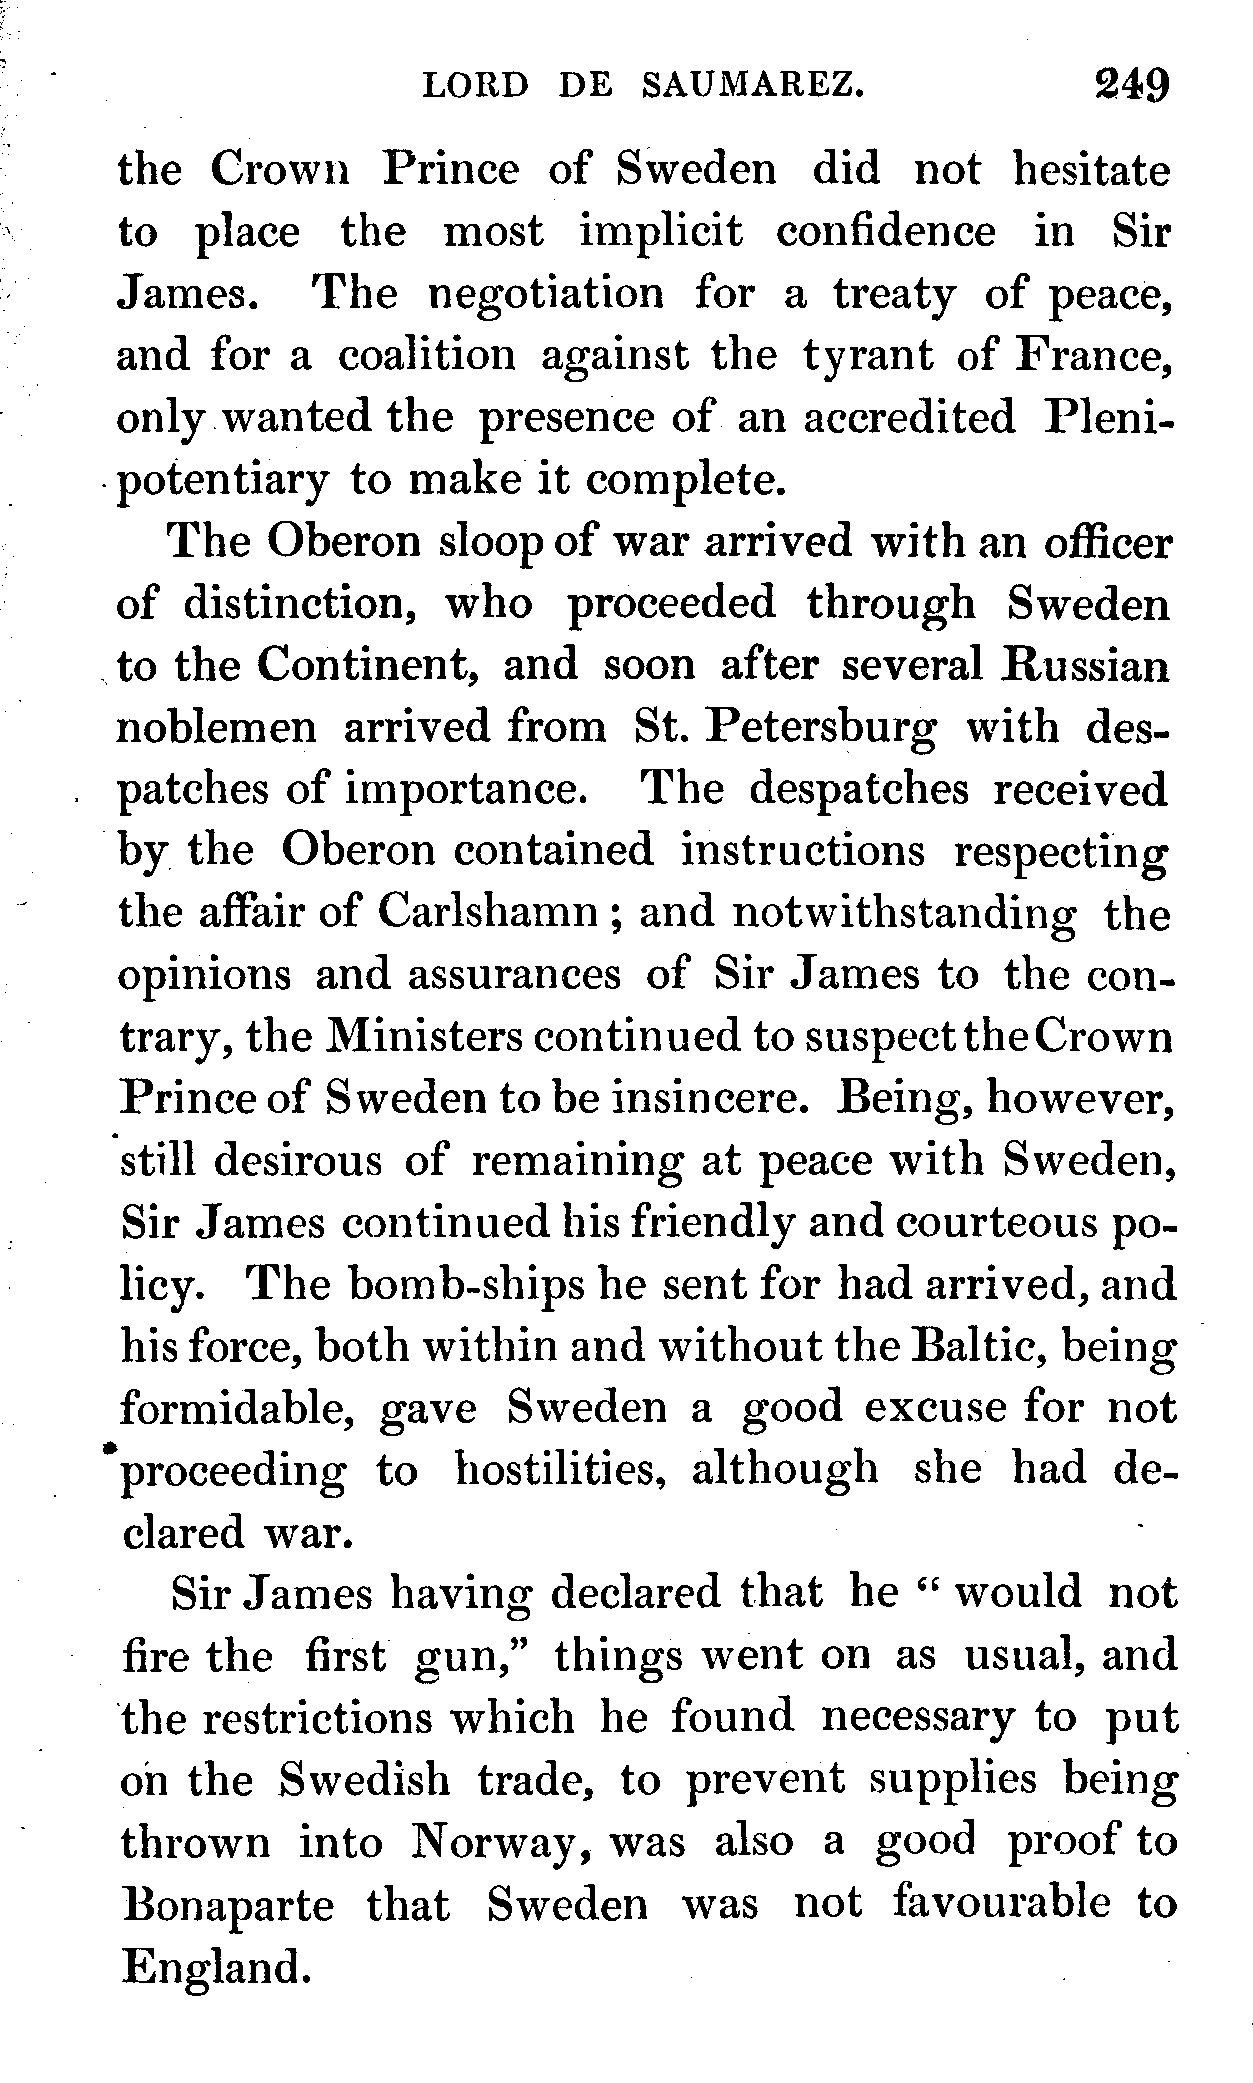 LORD DE SAUMAREZ. 249
the Crown Prince of Sweden did not hesitate
to place the most implicit confidence in Sir
James. The negotiation for a treaty of peace,
and for a coalition against the tyrant of France,
only wanted the presence of an accredited Pleni-
potentiary to make it complete.
The Oberon sloop of war arrived with an officer
of distinction, who proceeded through Sweden
to the Continent, and soon after several Russian
noblemen arrived from St. Petersburg with des-
patches of importance. The despatches received
by the Oberon contained instructions respecting
the affair of Carlshamn ; and notwithstanding the
opinions and assurances of Sir James to the con-
trary, the Ministers continued to suspect the Crown
Prince of Sweden to be insincere. Being, however,
still desirous of remaining at peace with Sweden,
Sir James continued his friendly and courteous po-
licy. The bomb-ships he sent for had arrived, and
his force, both within and without the Baltic, being
formidable, gave Sweden a good excuse for not
proceeding to hostilities, although she had de-
clared war.
Sir James having declared that he “ would not
fire the first gun,” things went on as usual, and
the restrictions which he found necessary to put
on the Swedish trade, to prevent supplies being
thrown into Norway, was also a good proof to
Bonaparte that Sweden was not favourable to
England.